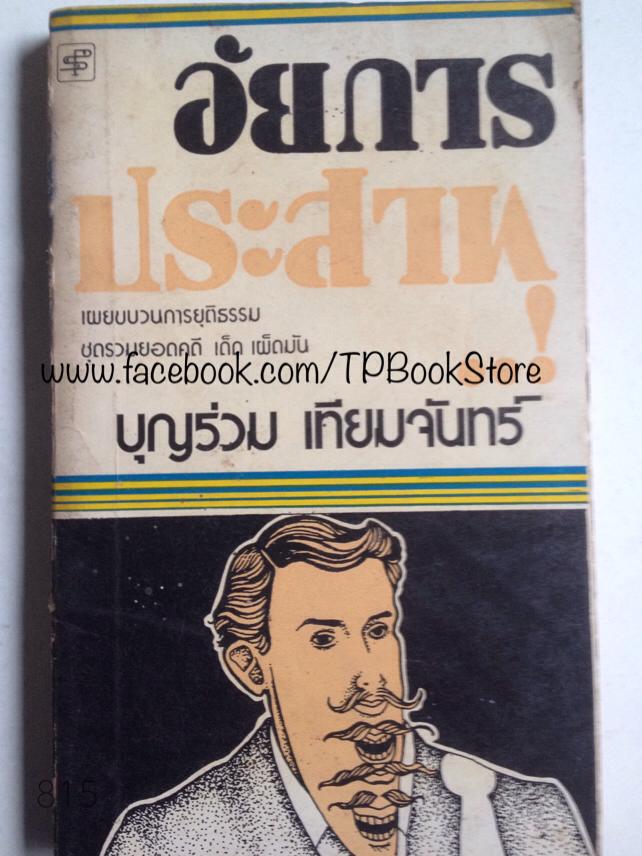 อัยการ
ประสาท
..!
เผยขบวนการยุติธรรม
ชุดรวมยอดคดี เด็ด เผ็ดมัน
www.facebook.com/TPBookStore
บุญร่วม เทียมจันทร์
815